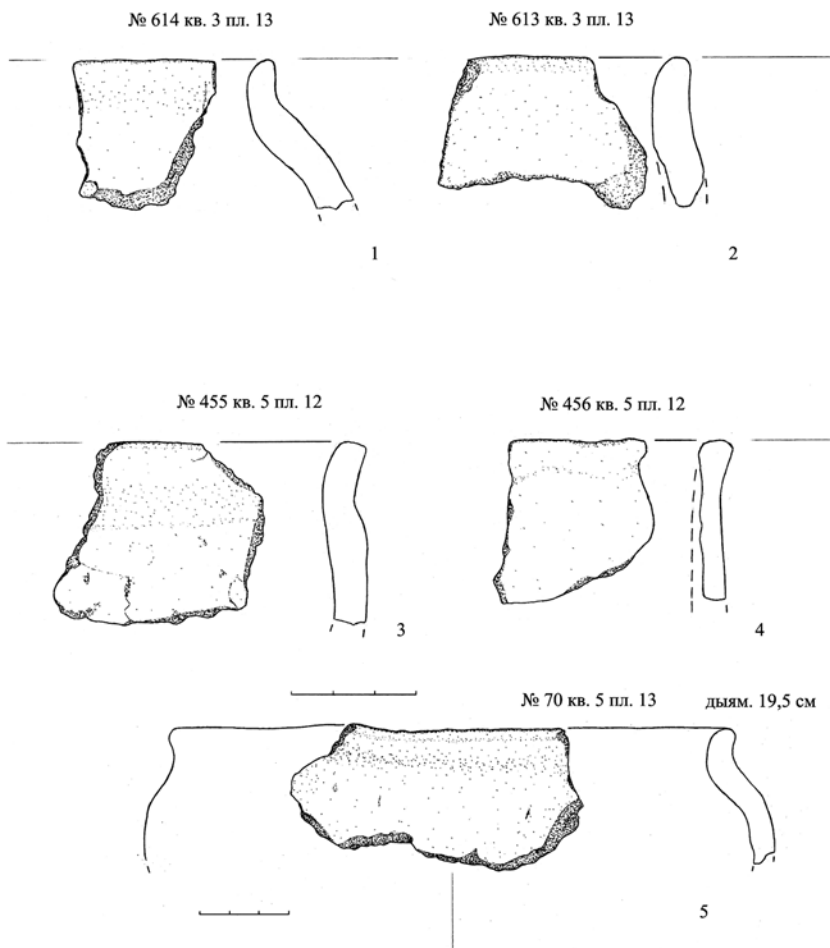 № 614 кв. 3 пл. 13
№ 613 кв. 3 пл. 13
1
2
№ 455 кв. 5 пл. 12
№ 456 кв. 5 пл. 12
3
4
№ 70 кв. 5 пл. 13
дыям. 19,5 см
5